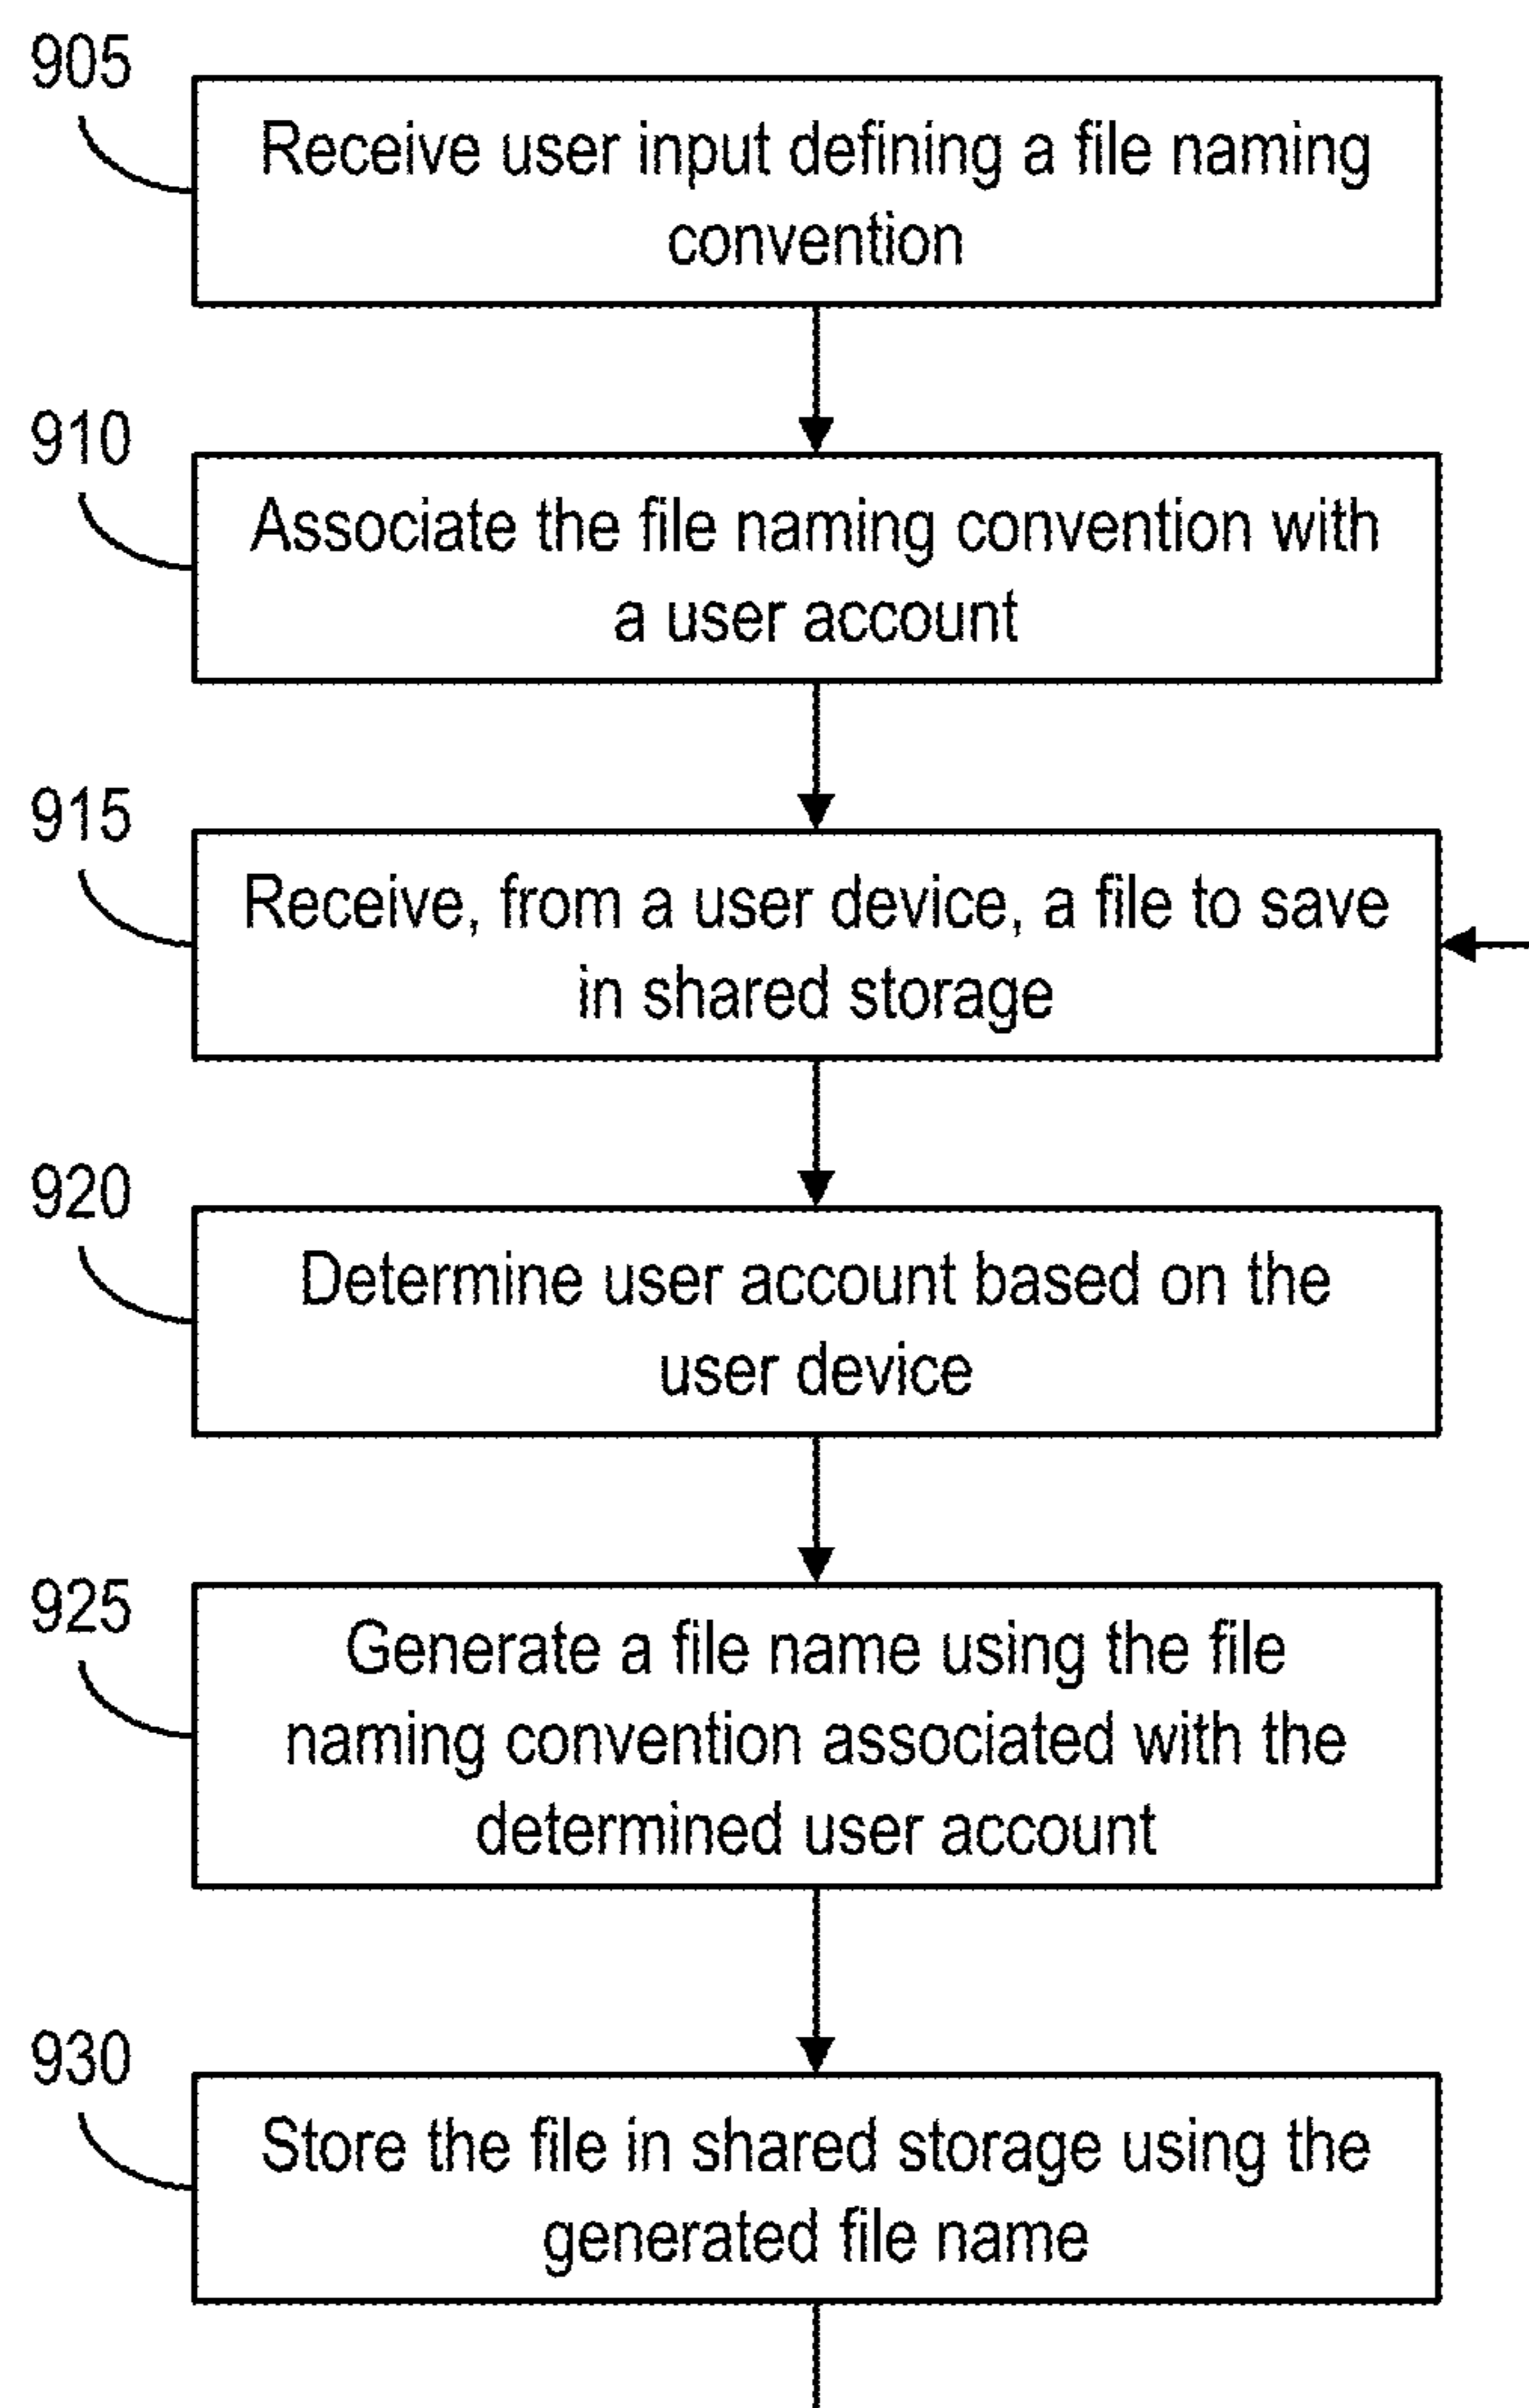 905
Receive user input defining a file naming
convention
910
Associate the file naming convention with
a user account
915
Receive, from a user device, a file to save
in shared storage
920
Determine user account based on the
user device
925
Generate a file name using the file
naming convention associated with the
determined user account
930
Store the file in shared storage using the
generated file name